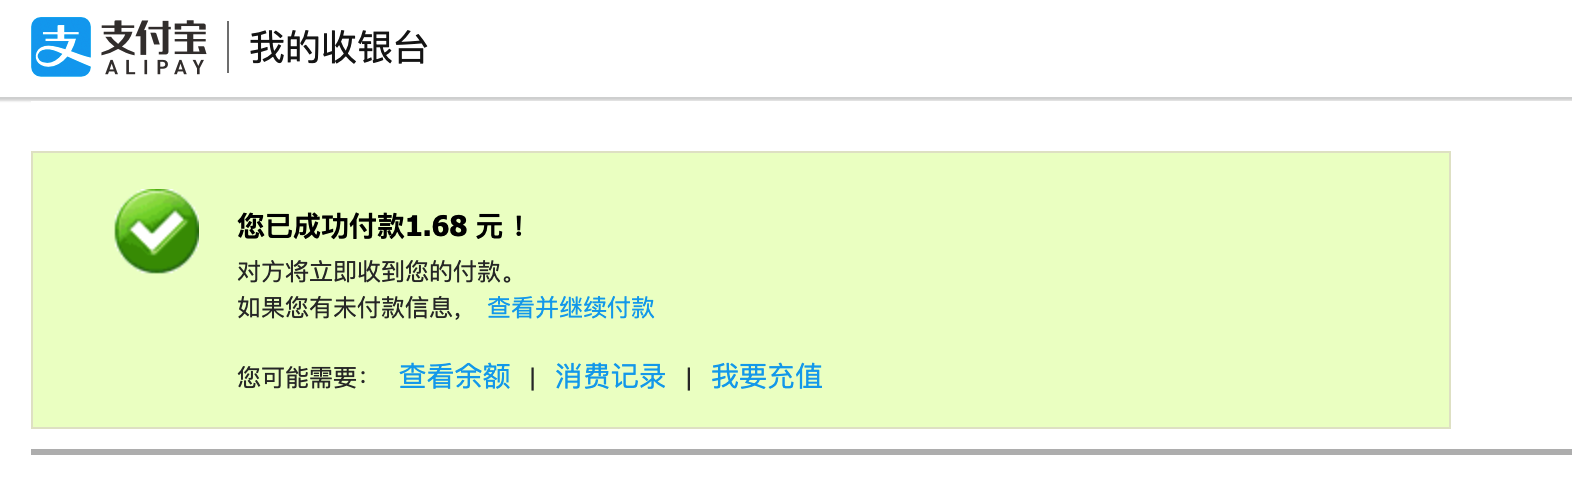 支付宝 | 我的收银台
ALIPAY
您已成功付款1.68 元！
对方将立即收到您的付款。
如果您有未付款信息， 查看并继续付款
您可能需要： 查看余额 | 消费记录 | 我要充值